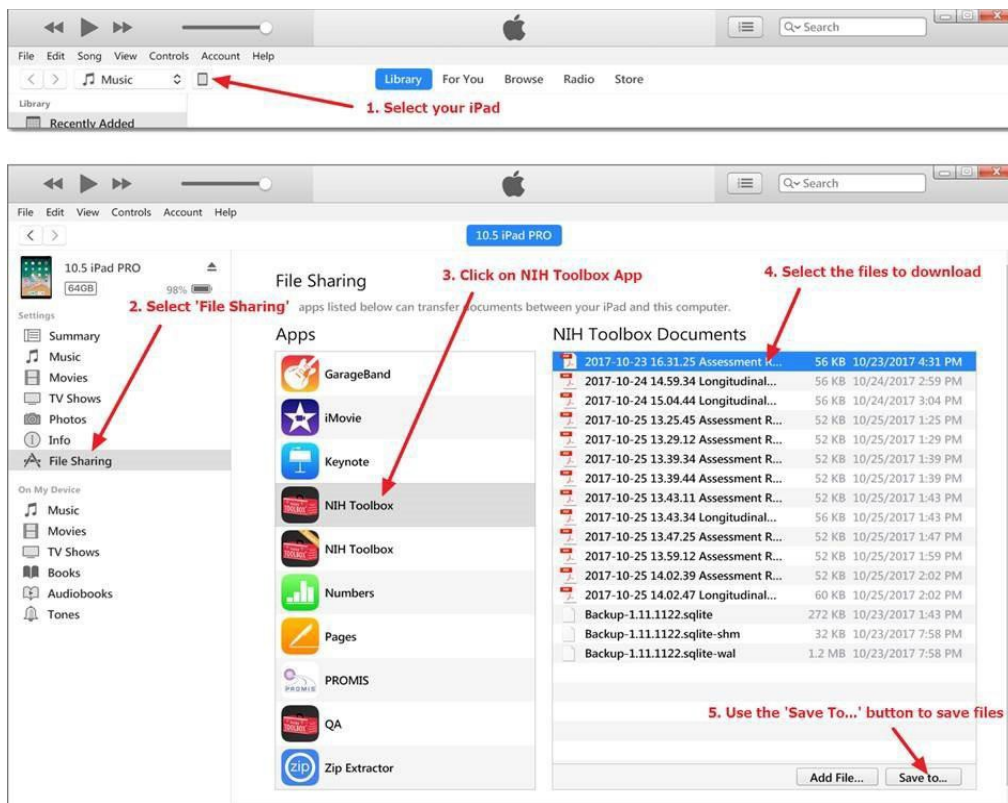 Search
File Edit Song View Controls Account Help
Music
Library For You Browse Radio Store
1. Select your iPad
Library
Recently Added
Search
File Edit View Controls Account Help
10.5 iPad PRO
10.5 iPad PRO
64GB 98%
2. Select 'File Sharing'
Settings
Summary
Music
Movies
TV Shows
Photos
Info
File Sharing
On My Device
Music
Movies
TV Shows
Books
Audiobooks
Tones
File Sharing
3. Click on NIH Toolbox App
4. Select the files to download
apps listed below can transfer documents between your iPad and this computer.
Apps
GarageBand
iMovie
Keynote
NIH Toolbox
NIH Toolbox
Numbers
Pages
PROMIS
PROMIS
QA
zip
Zip Extractor
NIH Toolbox Documents
2017-10-23 16.31.25 Assessment R... 56 KB 10/23/2017 4:31 PM
2017-10-24 14.59.34 Longitudinal... 56 KB 10/24/2017 2:59 PM
2017-10-24 15.04.44 Longitudinal... 56 KB 10/24/2017 3:04 PM
2017-10-25 13.25.45 Assessment R... 52 KB 10/25/2017 1:25 PM
2017-10-25 13.29.12 Assessment R... 52 KB 10/25/2017 1:29 PM
2017-10-25 13.39.34 Assessment R... 52 KB 10/25/2017 1:39 PM
2017-10-25 13.39.44 Assessment R... 52 KB 10/25/2017 1:39 PM
2017-10-25 13.43.11 Assessment R... 52 KB 10/25/2017 1:43 PM
2017-10-25 13.43.34 Longitudinal... 56 KB 10/25/2017 1:43 PM
2017-10-25 13.47.25 Assessment R... 52 KB 10/25/2017 1:47 PM
2017-10-25 13.59.12 Assessment R... 52 KB 10/25/2017 1:59 PM
2017-10-25 14.02.39 Assessment R... 52 KB 10/25/2017 2:02 PM
2017-10-25 14.02.47 Longitudinal... 60 KB 10/25/2017 2:02 PM
Backup-1.11.1122.sqlite 272 KB 10/23/2017 1:43 PM
Backup-1.11.1122.sqlite-shm 32 KB 10/23/2017 7:58 PM
Backup-1.11.1122.sqlite-wal 1.2 MB 10/23/2017 7:58 PM
5. Use the 'Save To...' button to save files
Add File... Save to...